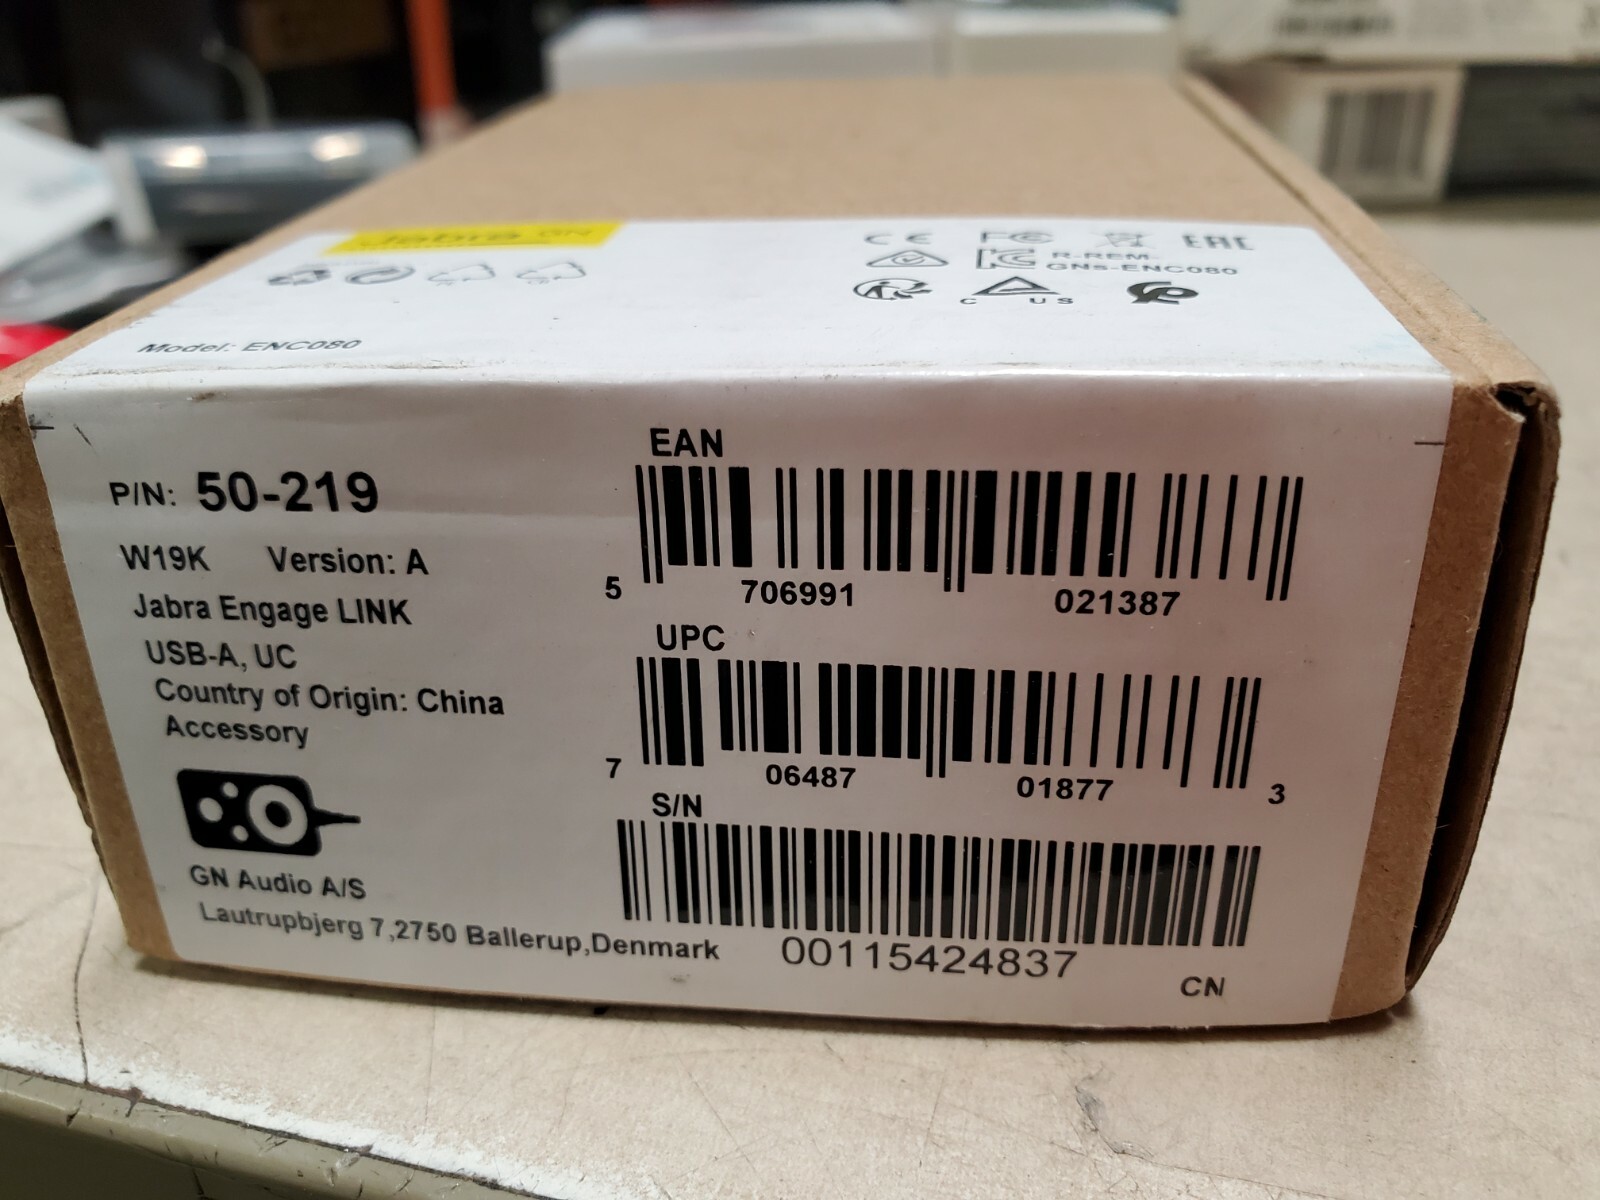 Jabra GN
CE FC EAC
R-REM-
GNs-ENC080
C US
Model: ENC080
P/N: 50-219
W19K Version: A
Jabra Engage LINK
USB-A, UC
Country of Origin: China
Accessory
GN Audio A/S
Lautrupbjerg 7,2750 Ballerup,Denmark
EAN
5 706991 021387
UPC
7 06487 01877 3
S/N
00115424837
CN